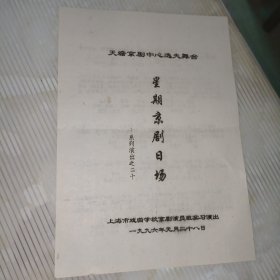 天蟾京剧中心逸夫舞台
星期京剧日场
系列演出之二十
上海市戏曲学校京剧演员班实习演出
一九九六年元月二十八日